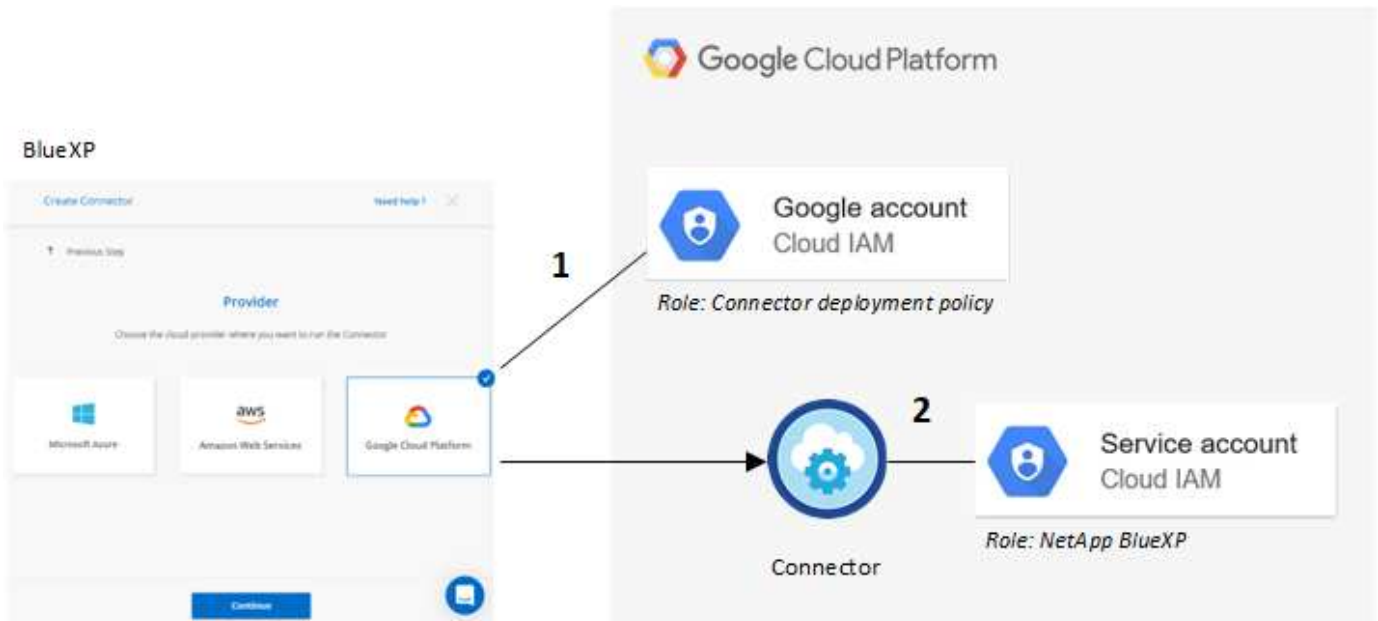 Google Cloud Platform
BlueXP
Create Connector
Need help?
Previous Step
Provider
Choose the cloud provider where you want to run the Connector
Microsoft Azure
aws
Amazon Web Services
Google Cloud Platform
Continue
1
Google account
Cloud IAM
Role: Connector deployment policy
2
Connector
Service account
Cloud IAM
Role: NetApp BlueXP